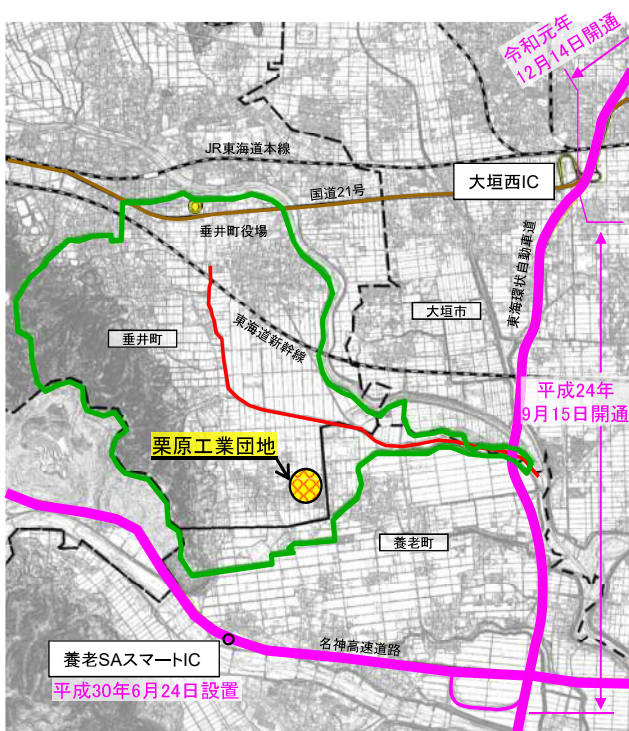 令和元年
12月14日開通
JR東海道本線
大垣西IC
国道21号
垂井町役場
東海環状自動車道
大垣市
垂井町
東海道新幹線
平成24年
9月15日開通
栗原工業団地
養老町
名神高速道路
養老SAスマートIC
平成30年6月24日設置